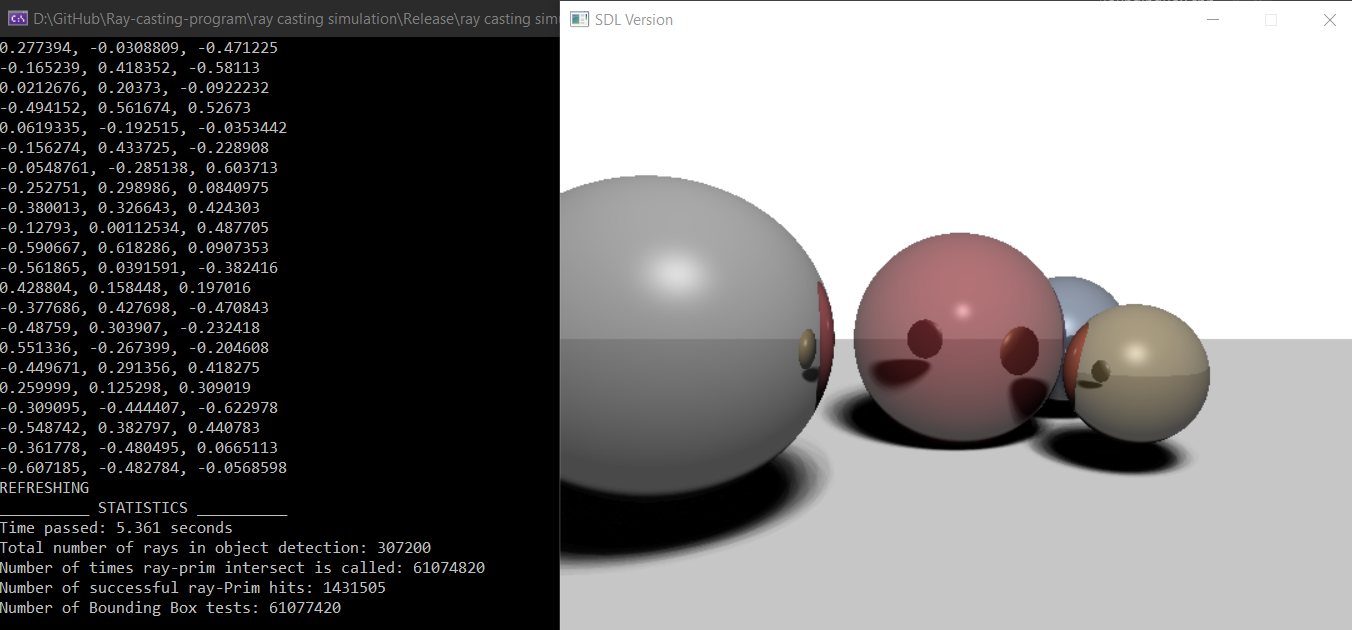 D:\GitHub\Ray-casting-program\ray casting simulation\Release\ray casting sim
SDL Version
0.277394, -0.0308809, -0.471225
-0.165239, 0.418352, -0.58113
0.0212676, 0.20373, -0.0922232
-0.494152, 0.561674, 0.52673
0.0619335, -0.192515, -0.0353442
-0.156274, 0.433725, -0.228908
-0.0548761, -0.285138, 0.603713
-0.252751, 0.298986, 0.0840975
-0.380013, 0.326643, 0.424303
-0.12793, 0.00112534, 0.487705
-0.590667, 0.618286, 0.0907353
-0.561865, 0.0391591, -0.382416
0.428804, 0.158448, 0.197016
-0.377686, 0.427698, -0.470843
-0.48759, 0.303907, -0.232418
0.551336, -0.267399, -0.204608
-0.449671, 0.291356, 0.418275
0.259999, 0.125298, 0.309019
-0.309095, -0.444407, -0.622978
-0.548742, 0.382797, 0.440783
-0.361778, -0.480495, 0.0665113
-0.607185, -0.482784, -0.0568598
REFRESHING
__________ STATISTICS __________
Time passed: 5.361 seconds
Total number of rays in object detection: 307200
Number of times ray-prim intersect is called: 61074820
Number of successful ray-Prim hits: 1431505
Number of Bounding Box tests: 61077420